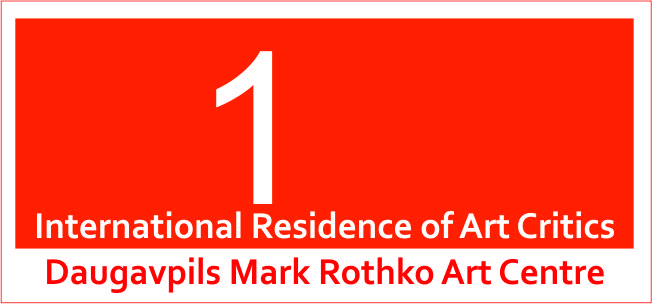 1
International Residence of Art Critics
Daugavpils Mark Rothko Art Centre